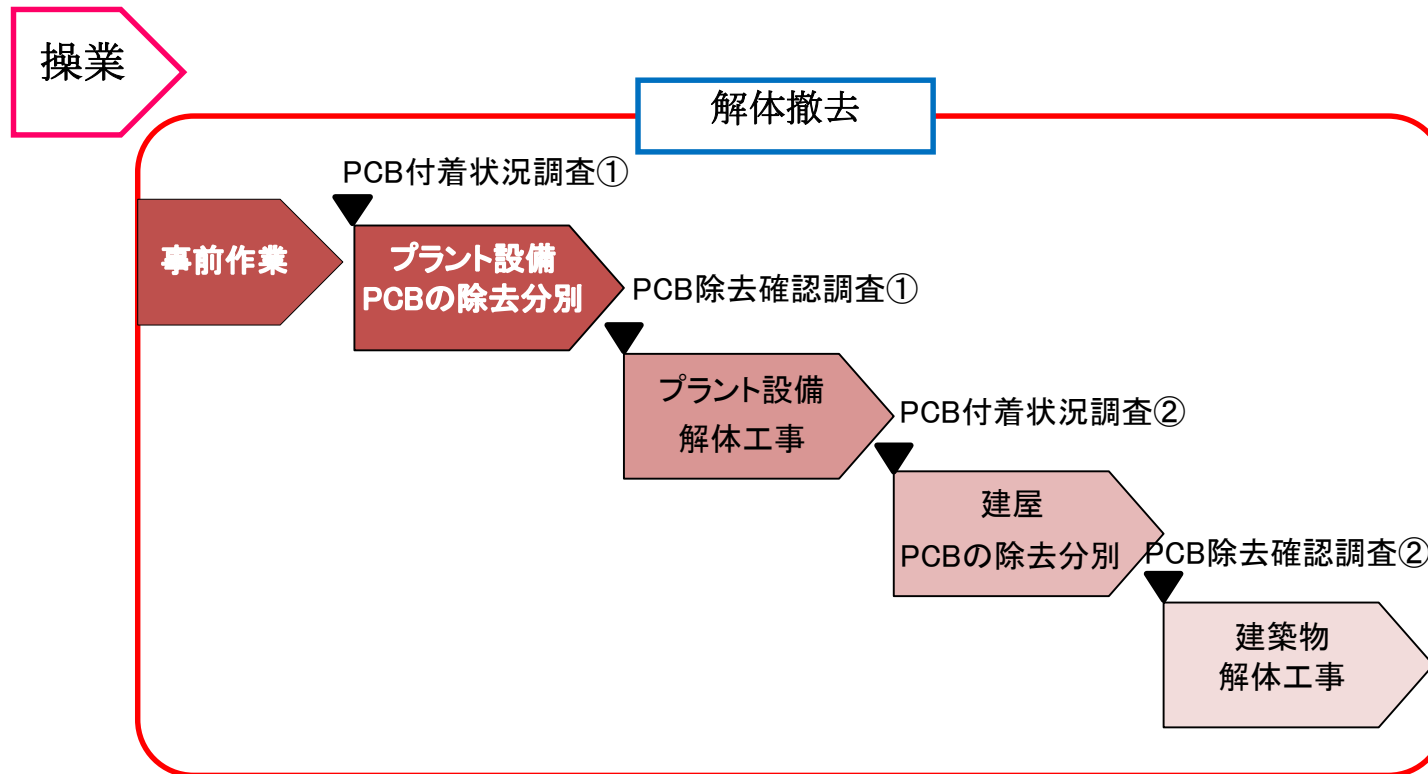 操業
解体撤去
PCB付着状況調査①
事前作業
プラント設備
PCBの除去分別
PCB除去確認調査①
プラント設備
解体工事
PCB付着状況調査②
建屋
PCBの除去分別
PCB除去確認調査②
建築物
解体工事